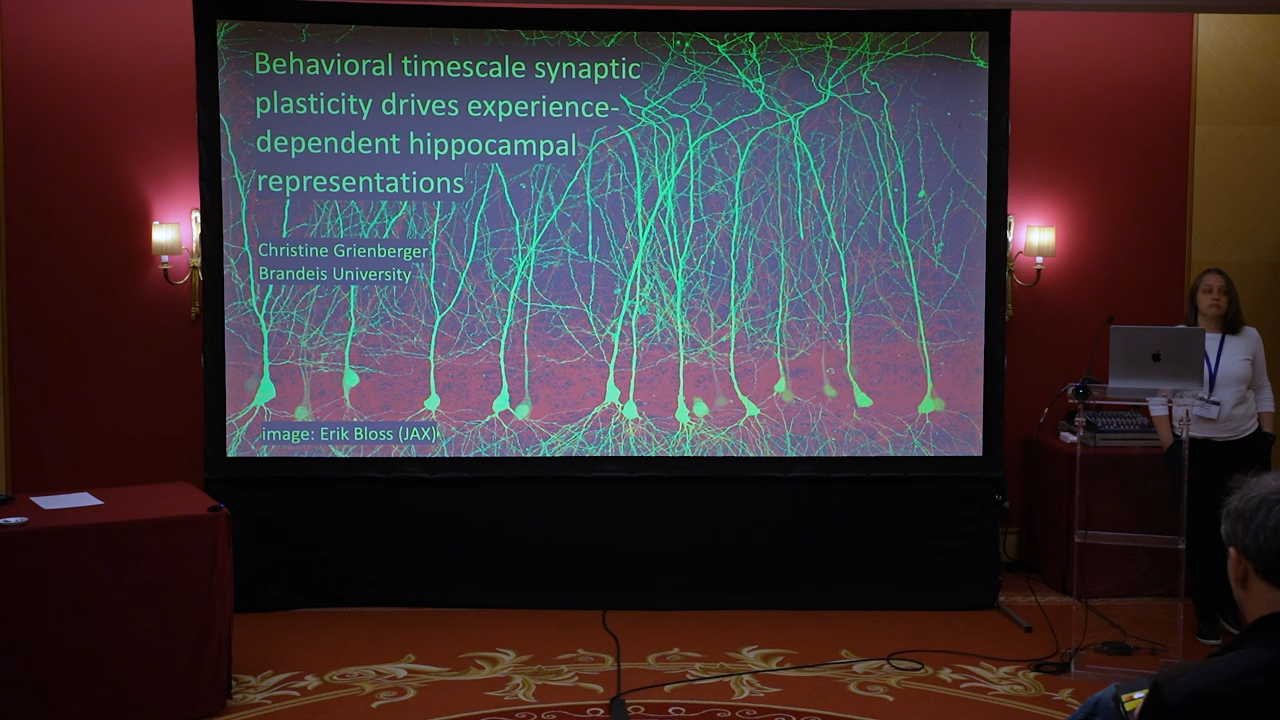 Behavioral timescale synaptic
plasticity drives experience-
dependent hippocampal
representations
Christine Grienberger
Brandeis University
image: Erik Bloss (JAX)